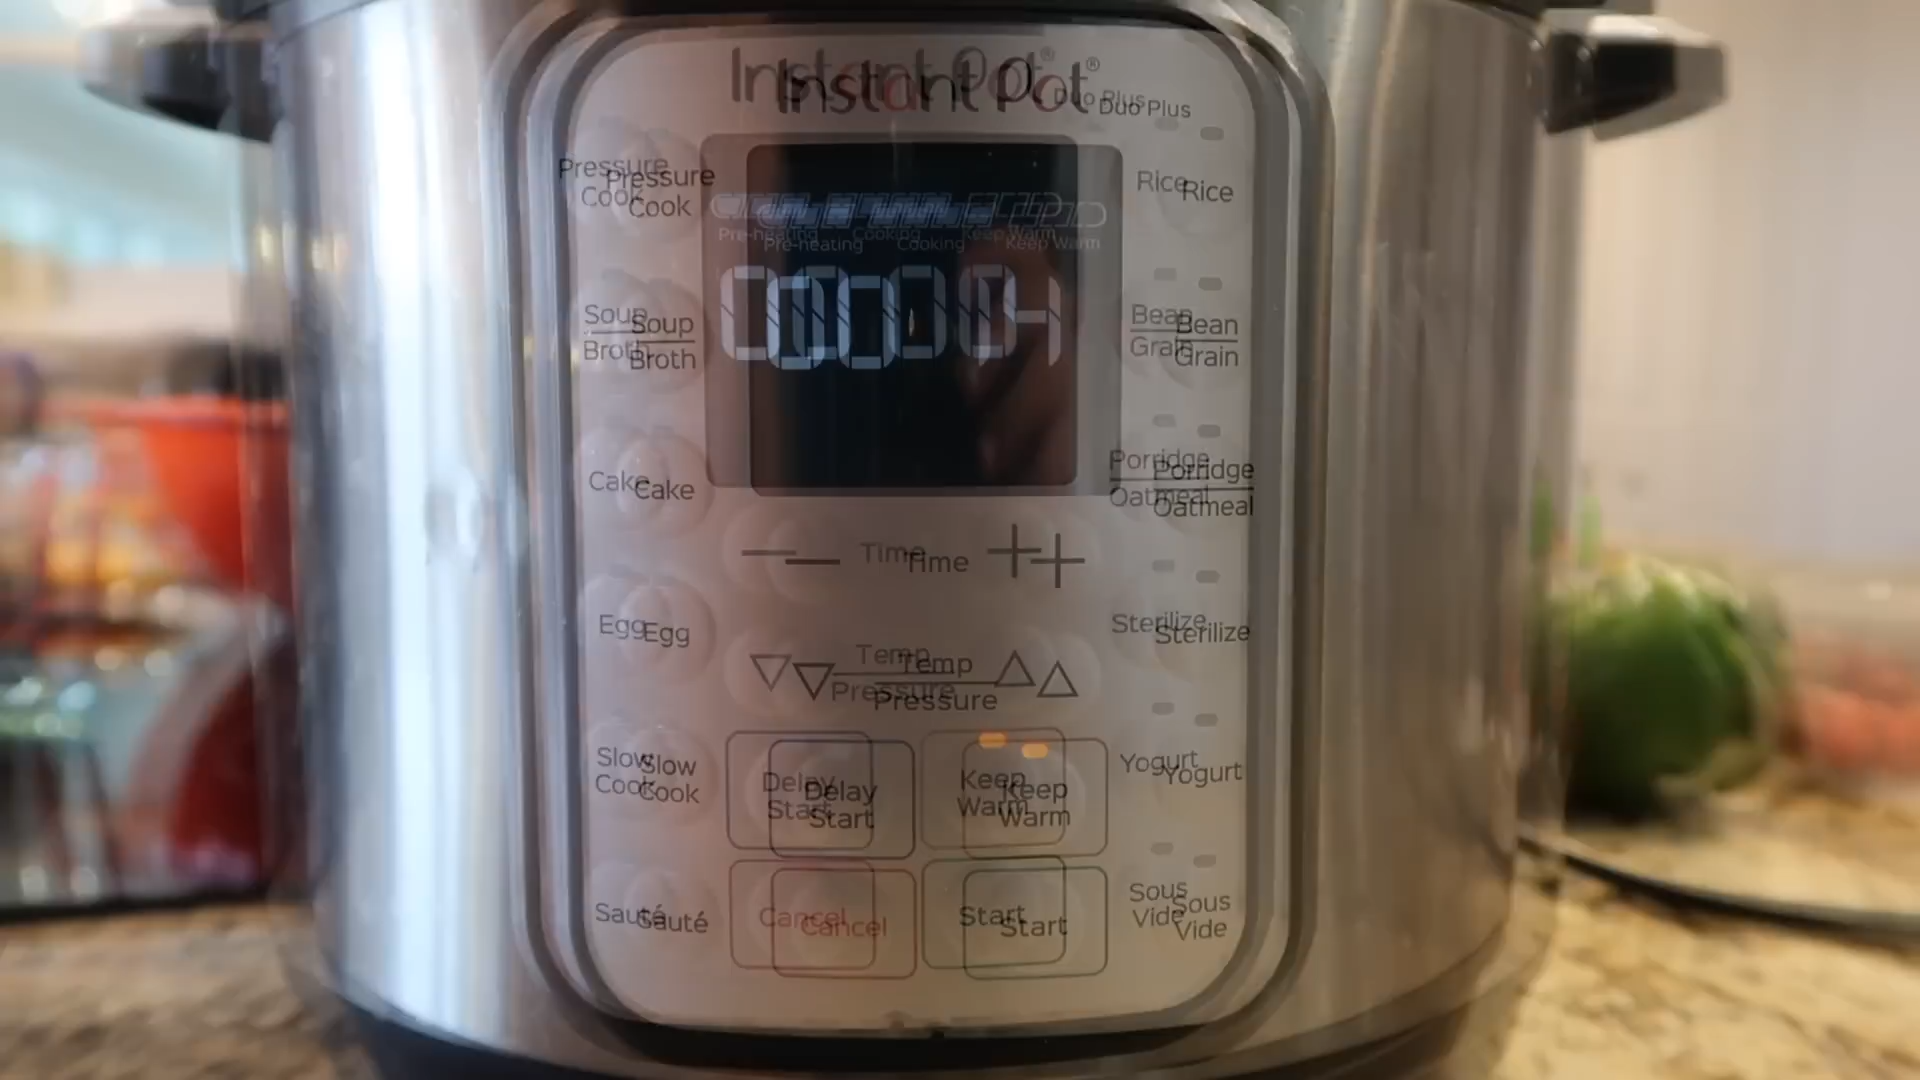 Instant Pot® Duo Plus
Pressure
Cook
Rice
Pre-heating Cooking Keep Warm
Soup
Broth
Bean
Grain
Cake
Porridge
Oatmeal
— Time +
Egg
Sterilize
Temp
Pressure
Slow
Cook
Delay
Start
Keep
Warm
Yogurt
Sauté
Cancel
Start
Sous
Vide